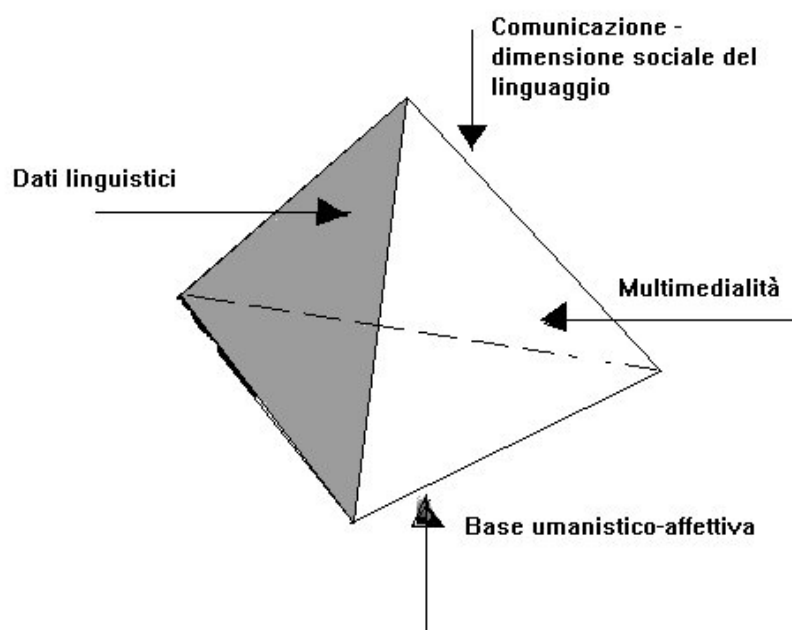 Comunicazione -
dimensione sociale del
linguaggio
Dati linguistici
Multimedialità
Base umanistico-affettiva